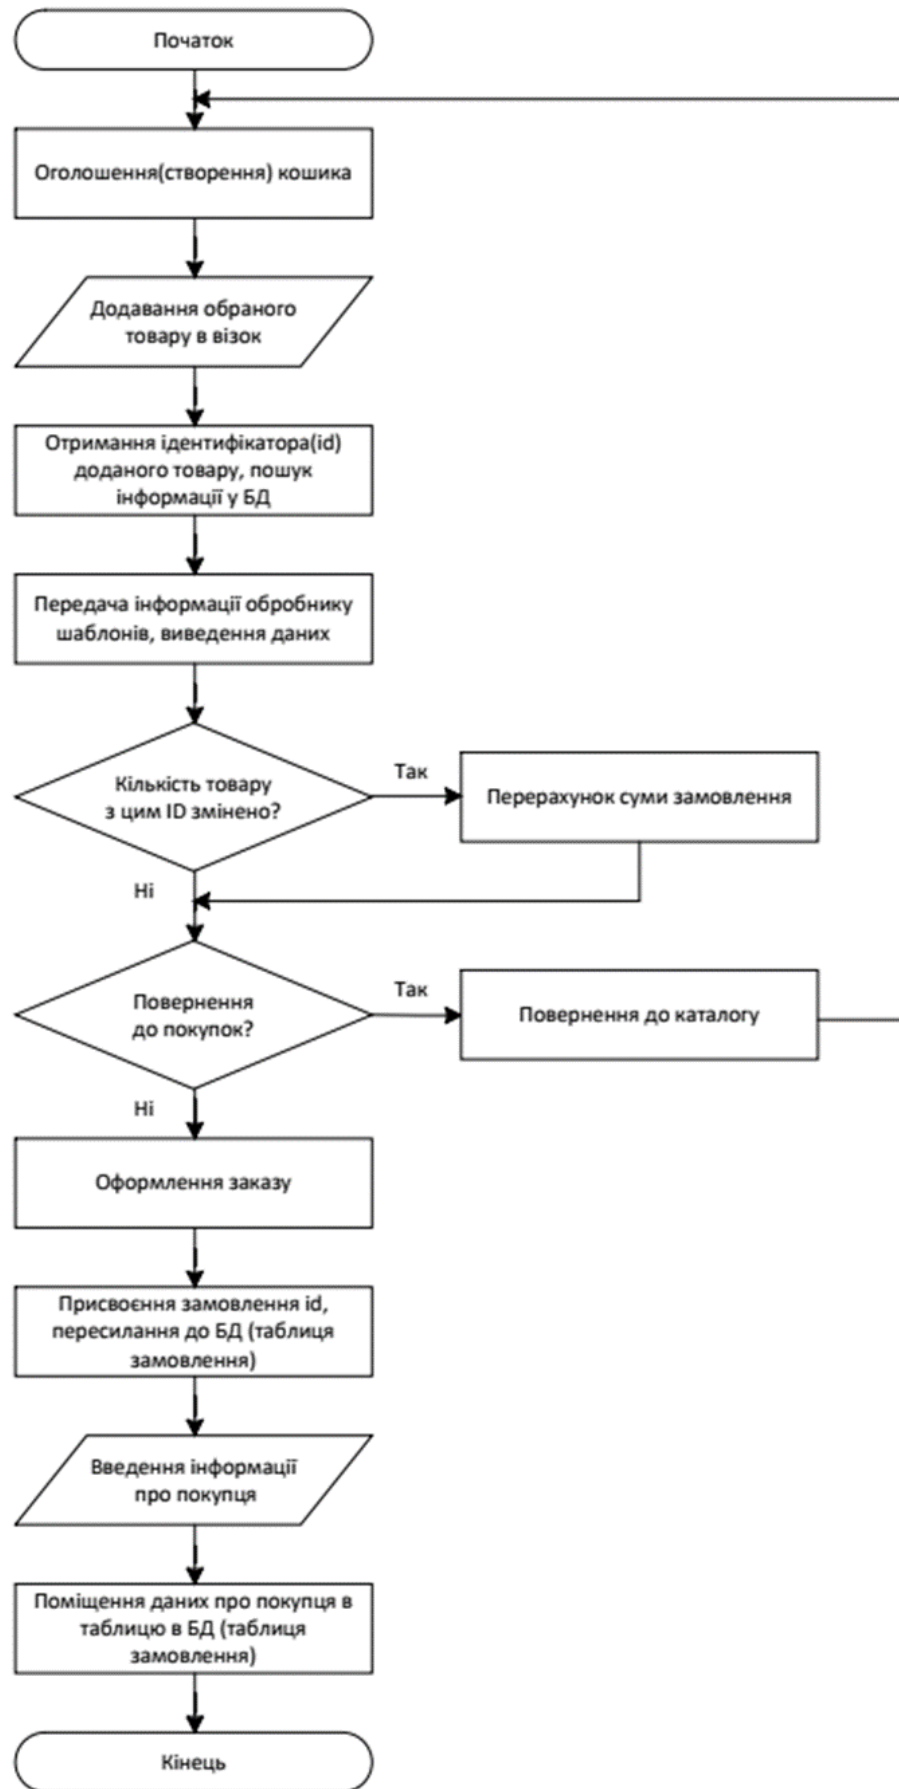 Початок
Оголошення(створення) кошика
Додавання обраного
товару в візок
Отримання ідентифікатора(id)
доданого товару, пошук
інформації у БД
Передача інформації обробнику
шаблонів, виведення даних
Кількість товару
з цим ID змінено?
Так
Перерахунок суми замовлення
Ні
Повернення
до покупок?
Так
Повернення до каталогу
Ні
Оформлення заказу
Присвоєння замовлення id,
пересилання до БД (таблиця
замовлення)
Введення інформації
про покупця
Поміщення даних про покупця в
таблицю в БД (таблиця
замовлення)
Кінець